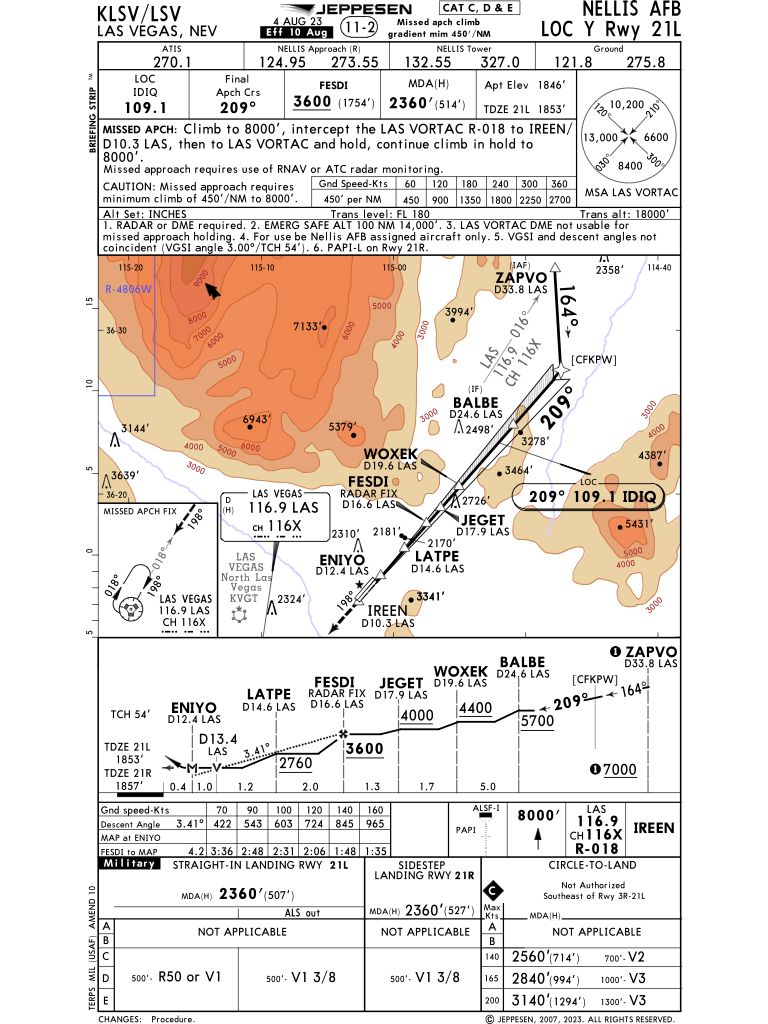 KLSV/LSV
LAS VEGAS, NEV
JEPPESEN
4 AUG 23
Eff 10 Aug
11-2
CAT C, D & E
Missed apch climb
gradient mim 450'/NM
NELLIS AFB
LOC Y Rwy 21L
ATIS
270.1
NELLIS Approach (R)
124.95 273.55
NELLIS Tower
132.55 327.0
Ground
121.8 275.8
BRIEFING STRIP TM
LOC
IDIQ
109.1
Final
Apch Crs
209°
FESDI
3600 (1754')
MDA(H)
2360' (514')
Apt Elev 1846'
TDZE 21L 1853'
MISSED APCH: Climb to 8000', intercept the LAS VORTAC R-018 to IREEN/
D10.3 LAS, then to LAS VORTAC and hold, continue climb in hold to
8000'.
Missed approach requires use of RNAV or ATC radar monitoring.
CAUTION: Missed approach requires
minimum climb of 450'/NM to 8000'.
Gnd Speed-Kts 60 120 180 240 300 360
450' per NM 450 900 1350 1800 2250 2700
120° 10,200 210°
13,000 6600
030° 8400 300°
MSA LAS VORTAC
Alt Set: INCHES Trans level: FL 180 Trans alt: 18000'
1. RADAR or DME required. 2. EMERG SAFE ALT 100 NM 14,000'. 3. LAS VORTAC DME not usable for
missed approach holding. 4. For use be Nellis AFB assigned aircraft only. 5. VGSI and descent angles not
coincident (VGSI angle 3.00°/TCH 54'). 6. PAPI-L on Rwy 21R.
115-20
115-10
115-00
114-40
(IAF)
ZAPVO
D33.8 LAS
2358'
R-4806W
9000
8000
7000
6000
5000
7133'
6000
5000
4000
3000
3994'
36-30
164°
LAS
116.9 016°
CH 116X
[CFKPW]
(IF)
BALBE
D24.6 LAS
2498'
209°
3278'
3144'
6943'
5379'
4000
5000
6000
3000
3000
3000
4000
4387'
WOXEK
D19.6 LAS
3464'
3639'
36-20
FESDI
RADAR FIX
D16.6 LAS
2726'
LOC
209° 109.1 IDIQ
JEGET
D17.9 LAS
5431'
5000
4000
3000
MISSED APCH FIX
198°
018°
018°
198°
LAS VEGAS
116.9 LAS
CH 116X
D
(H)
LAS VEGAS
116.9 LAS
CH 116X
2310'
2181'
2170'
LAS
VEGAS
North Las
Vegas
KVGT
ENIYO
D12.4 LAS
LATPE
D14.6 LAS
2324'
198°
3341'
IREEN
D10.3 LAS
15
10
5
0
5
1 ZAPVO
D33.8 LAS
BALBE
D24.6 LAS
[CFKPW]
WOXEK
D19.6 LAS
JEGET
D17.9 LAS
FESDI
RADAR FIX
D16.6 LAS
LATPE
D14.6 LAS
ENIYO
D12.4 LAS
D13.4
LAS
TCH 54'
209°
164°
5700
4400
4000
3600
2760
3.41°
1 7000
TDZE 21L
1853'
TDZE 21R
1857'
M
V
0.4 1.0 1.2 2.0 1.3 1.7 5.0
Gnd speed-Kts 70 90 100 120 140 160
Descent Angle 3.41° 422 543 603 724 845 965
MAP at ENIYO
FESDI to MAP 4.2 3:36 2:48 2:31 2:06 1:48 1:35
ALSF-I
PAPI
8000'
LAS
116.9
CH 116X
R-018
IREEN
Military
STRAIGHT-IN LANDING RWY 21L
SIDESTEP
LANDING RWY 21R
CIRCLE-TO-LAND
MDA(H) 2360' (507')
ALS out
MDA(H) 2360' (527')
C
Not Authorized
Southeast of Rwy 3R-21L
Max
Kts
MDA(H)
A
B
C
D
E
NOT APPLICABLE
NOT APPLICABLE
A
B
NOT APPLICABLE
500'- R50 or V1
500'- V1 3/8
500'- V1 3/8
140 2560' (714') 700'- V2
165 2840' (994') 1000'- V3
200 3140' (1294') 1300'- V3
TERPS MIL (USAF) AMEND 10
CHANGES: Procedure.
© JEPPESEN, 2007, 2023. ALL RIGHTS RESERVED.